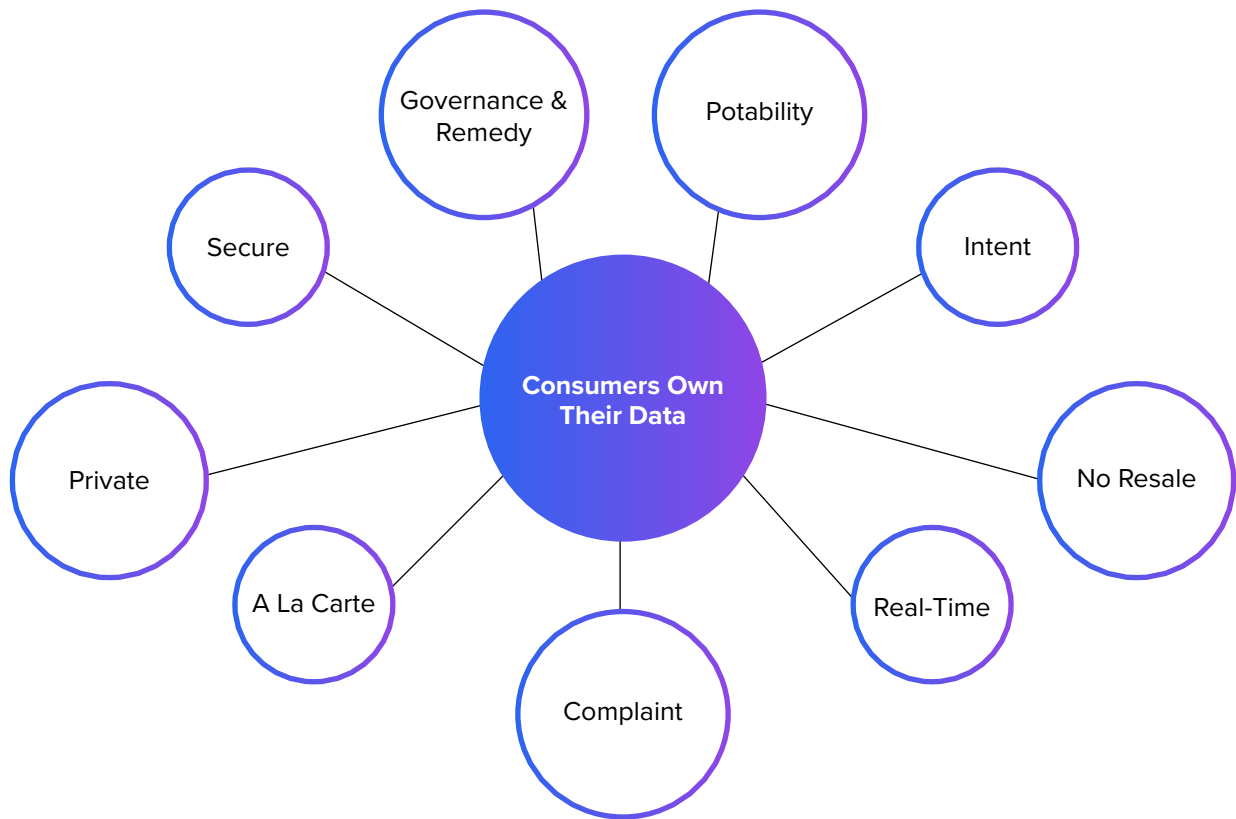 Governance &
Remedy
Potability
Secure
Intent
Consumers Own
Their Data
Private
No Resale
A La Carte
Real-Time
Complaint